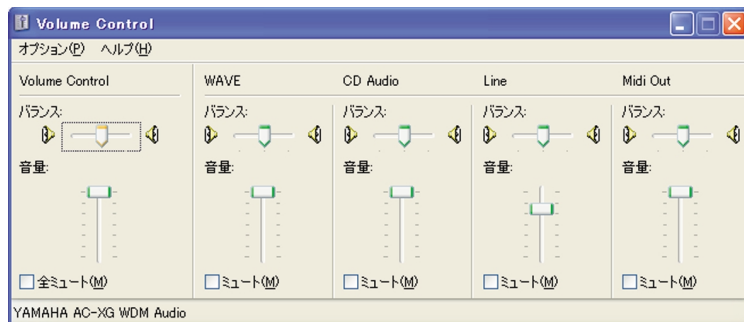 Volume Control
オプション(P) ヘルプ(H)
Volume Control WAVE CD Audio Line Midi Out
バランス: バランス: バランス: バランス: バランス:
音量: 音量: 音量: 音量: 音量:
全ミュート(M) ミュート(M) ミュート(M) ミュート(M) ミュート(M)
YAMAHA AC-XG WDM Audio